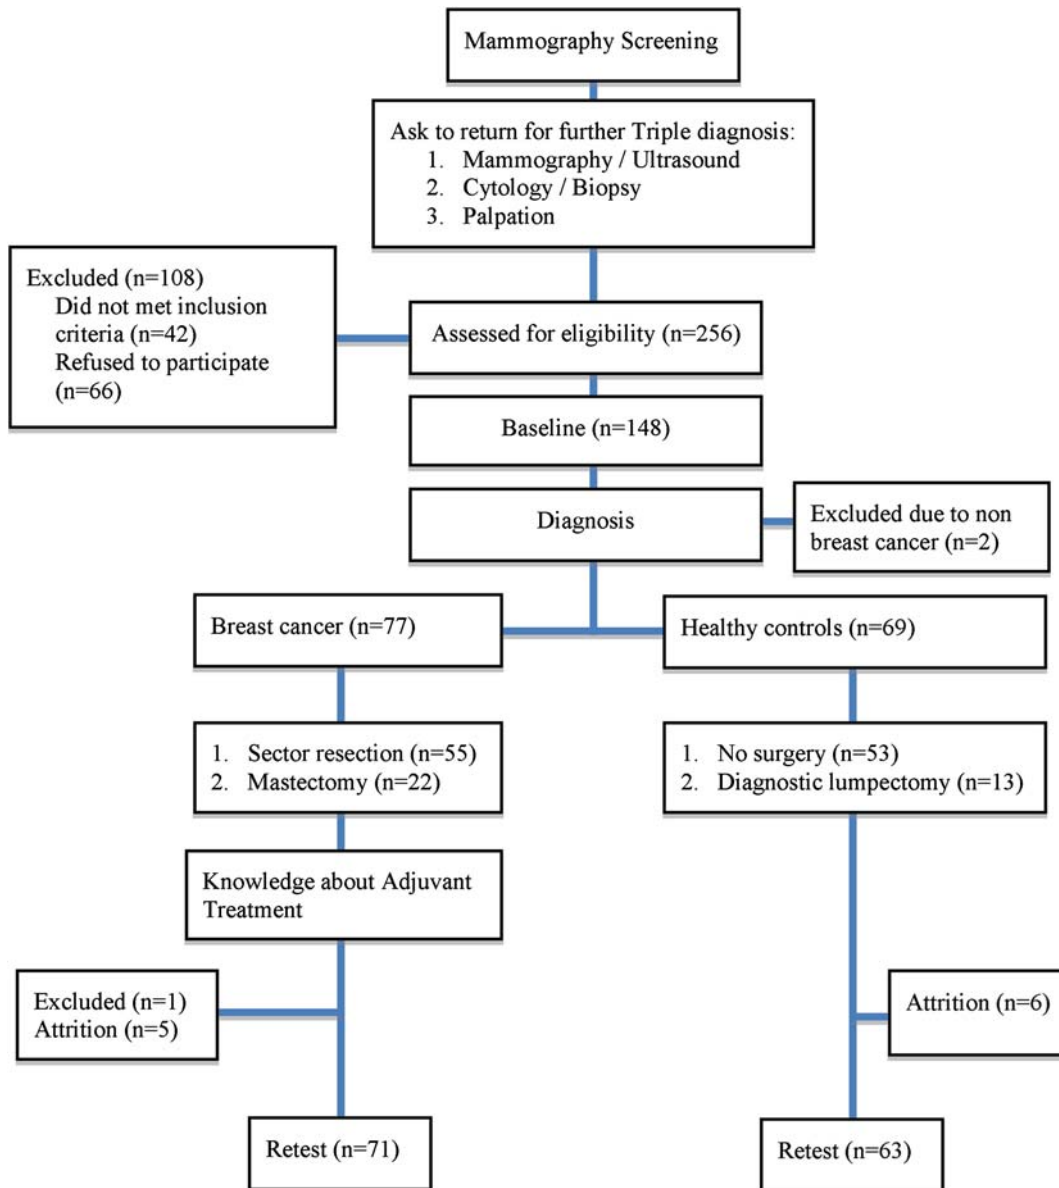 Mammography Screening
Ask to return for further Triple diagnosis:
1. Mammography / Ultrasound
2. Cytology / Biopsy
3. Palpation
Excluded (n=108)
Did not met inclusion
criteria (n=42)
Refused to participate
(n=66)
Assessed for eligibility (n=256)
Baseline (n=148)
Diagnosis
Excluded due to non
breast cancer (n=2)
Breast cancer (n=77)
Healthy controls (n=69)
1. Sector resection (n=55)
2. Mastectomy (n=22)
1. No surgery (n=53)
2. Diagnostic lumpectomy (n=13)
Knowledge about Adjuvant
Treatment
Excluded (n=1)
Attrition (n=5)
Attrition (n=6)
Retest (n=71)
Retest (n=63)